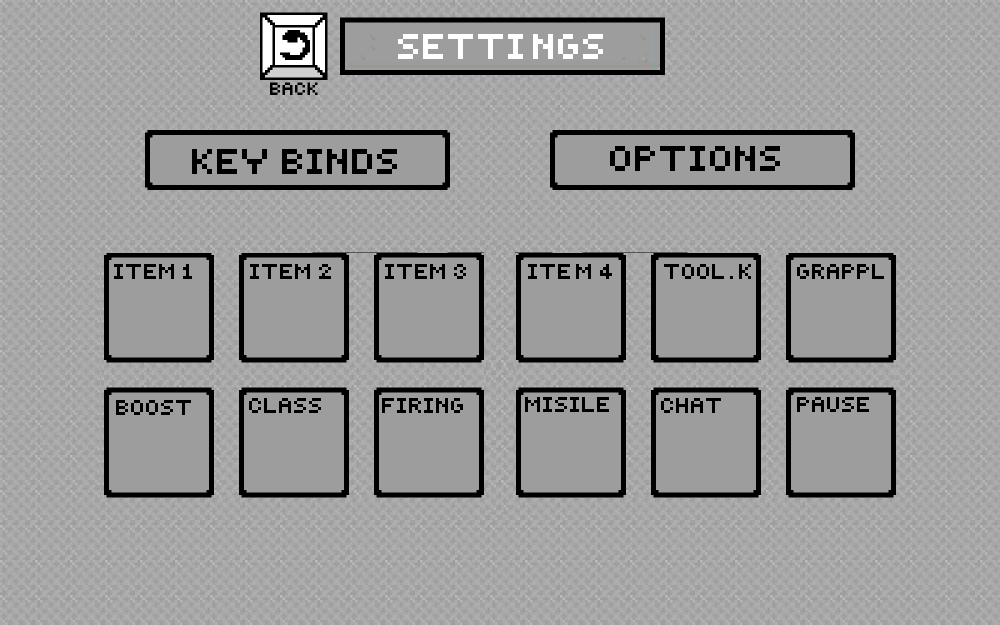 SETTINGS
BACK
KEY BINDS
OPTIONS
ITEM 1
ITEM 2
ITEM 3
ITEM 4
TOOL.K
GRAPPL
BOOST
CLASS
FIRING
MISILE
CHAT
PAUSE